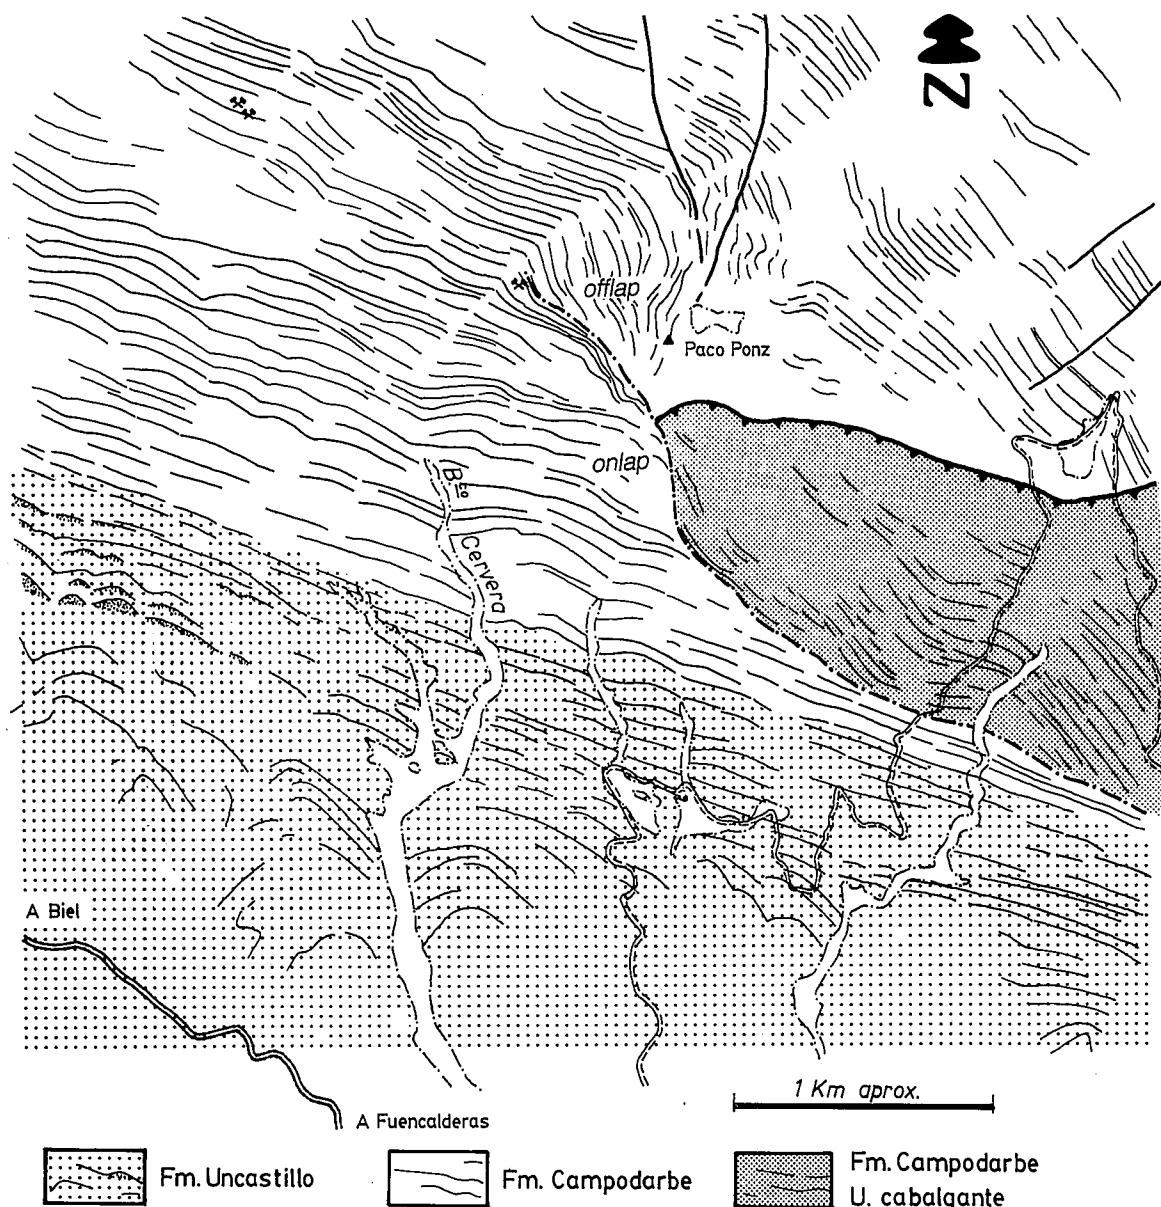 N
offlap
Paco Ponz
onlap
Bco Cervera
A Biel
A Fuencalderas
1 Km aprox.
Fm. Uncastillo
Fm. Campodarbe
Fm. Campodarbe
U. cabalgante